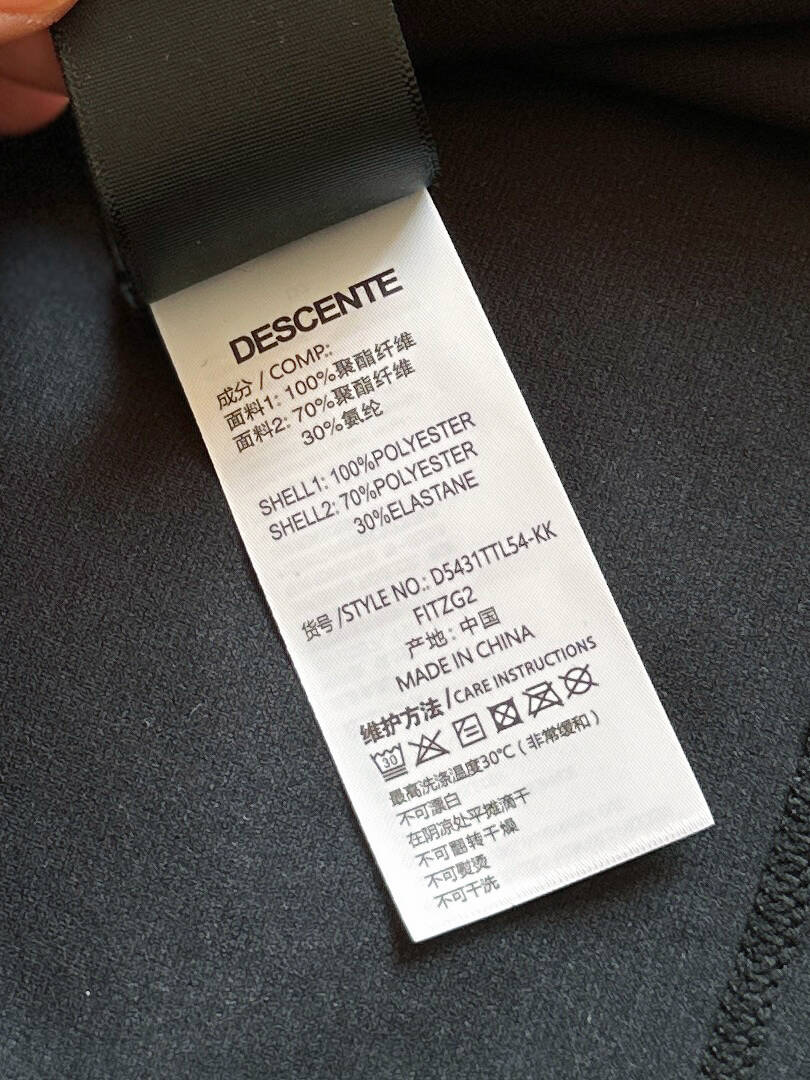 DESCENTE
成分 / COMP.:
面料1: 100%聚酯纤维
面料2: 70%聚酯纤维
30%氨纶
SHELL1: 100%POLYESTER
SHELL2: 70%POLYESTER
30%ELASTANE
货号 /STYLE NO.: D5431TTL54-KK
FITZG2
产地: 中国
MADE IN CHINA
维护方法/CARE INSTRUCTIONS
30
最高洗涤温度30℃ ( 非常缓和 )
不可漂白
在阴凉处平摊滴干
不可翻转干燥
不可熨烫
不可干洗